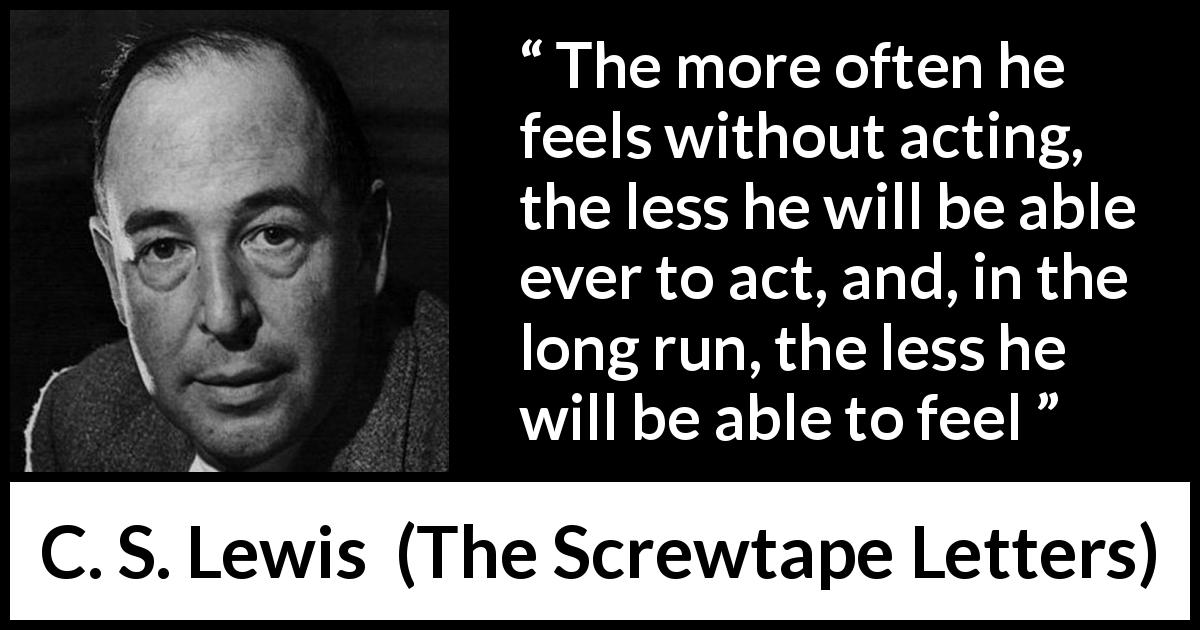 “ The more often he
feels without acting,
the less he will be able
ever to act, and, in the
long run, the less he
will be able to feel ”
C. S. Lewis (The Screwtape Letters)